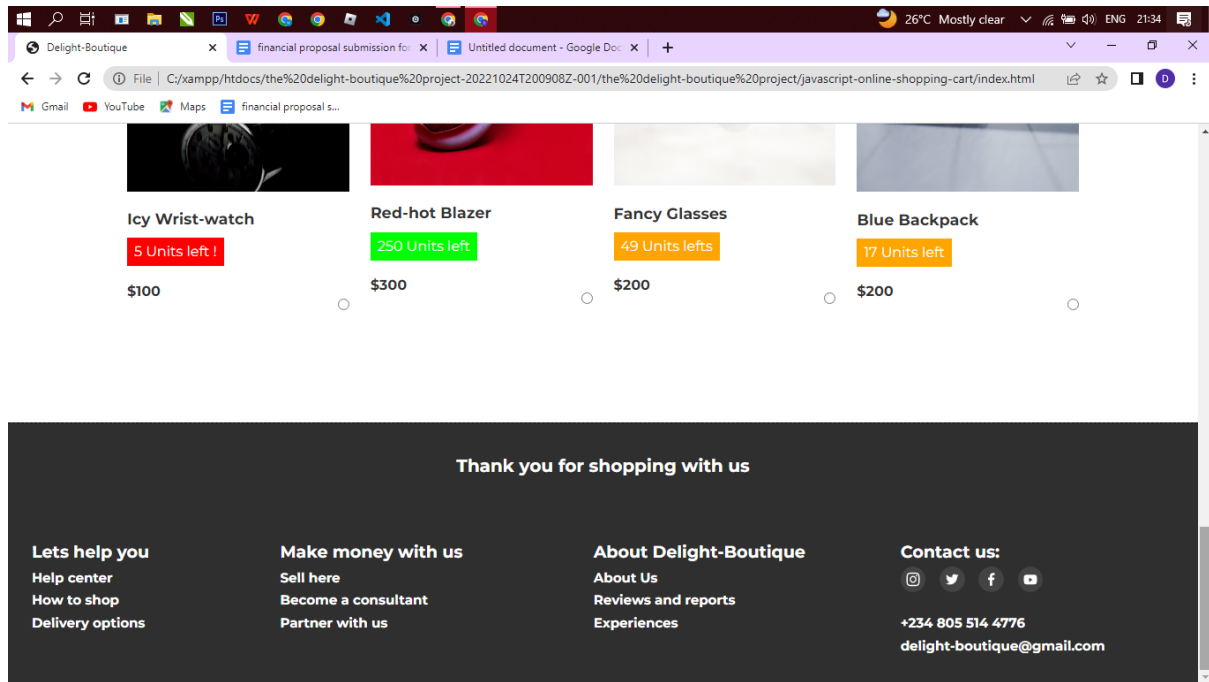 Ps
W
26°C Mostly clear
ENG
21:34
Delight-Boutique
financial proposal submission for
Untitled document - Google Doc
File
C:/xampp/htdocs/the%20delight-boutique%20project-20221024T200908Z-001/the%20delight-boutique%20project/javascript-online-shopping-cart/index.html
D
Gmail
YouTube
Maps
financial proposal s...
Icy Wrist-watch
Red-hot Blazer
Fancy Glasses
Blue Backpack
5 Units left !
250 Units left
49 Units lefts
17 Units left
$100
$300
$200
$200
Thank you for shopping with us
Lets help you
Help center
How to shop
Delivery options
Make money with us
Sell here
Become a consultant
Partner with us
About Delight-Boutique
About Us
Reviews and reports
Experiences
Contact us:
+234 805 514 4776
delight-boutique@gmail.com